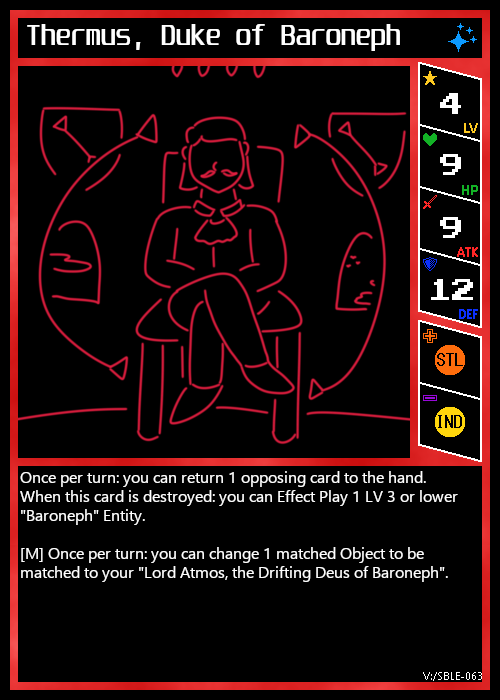 Thermus, Duke of Baroneph
4
LV
9
HP
9
ATK
12
DEF
STL
IND
Once per turn: you can return 1 opposing card to the hand.
When this card is destroyed: you can Effect Play 1 LV 3 or lower
"Baroneph" Entity.
[M] Once per turn: you can change 1 matched Object to be
matched to your "Lord Atmos, the Drifting Deus of Baroneph".
V:/SBLE-063